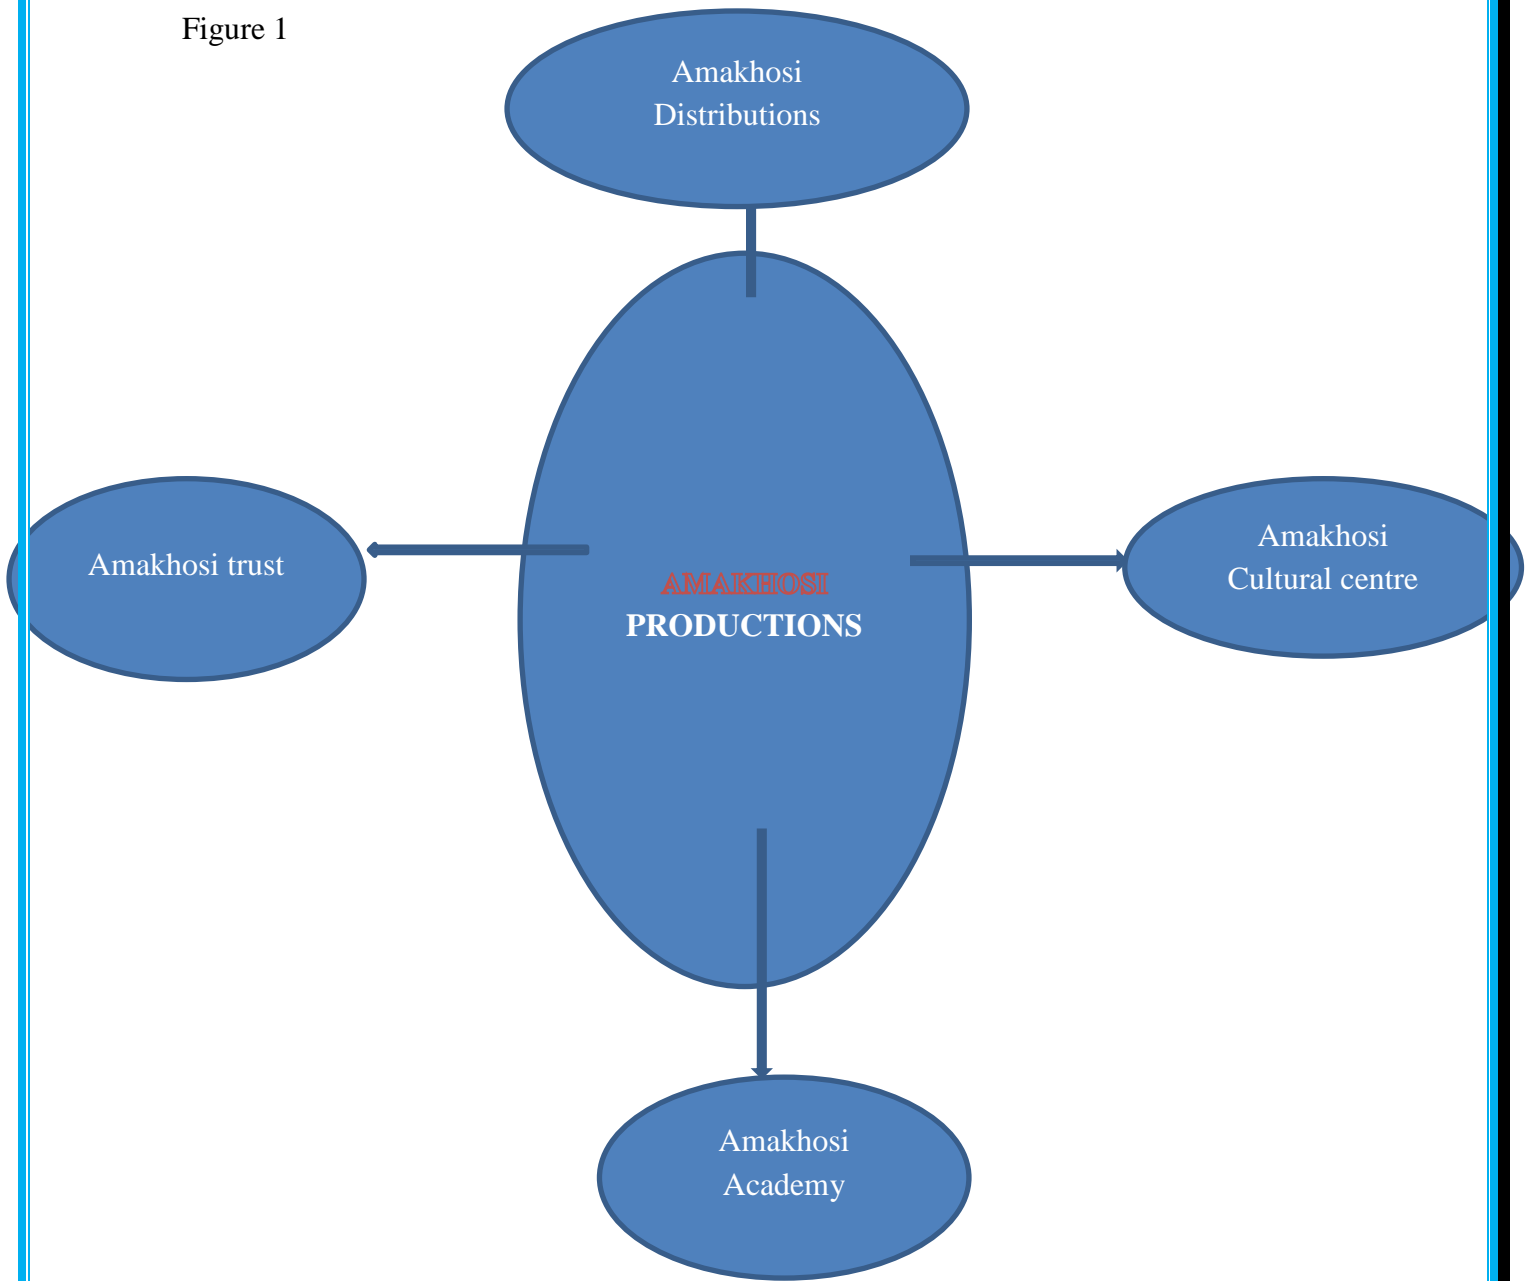 Figure 1
Amakhosi
Distributions
Amakhosi trust
AMAKHOSI
PRODUCTIONS
Amakhosi
Cultural centre
Amakhosi
Academy